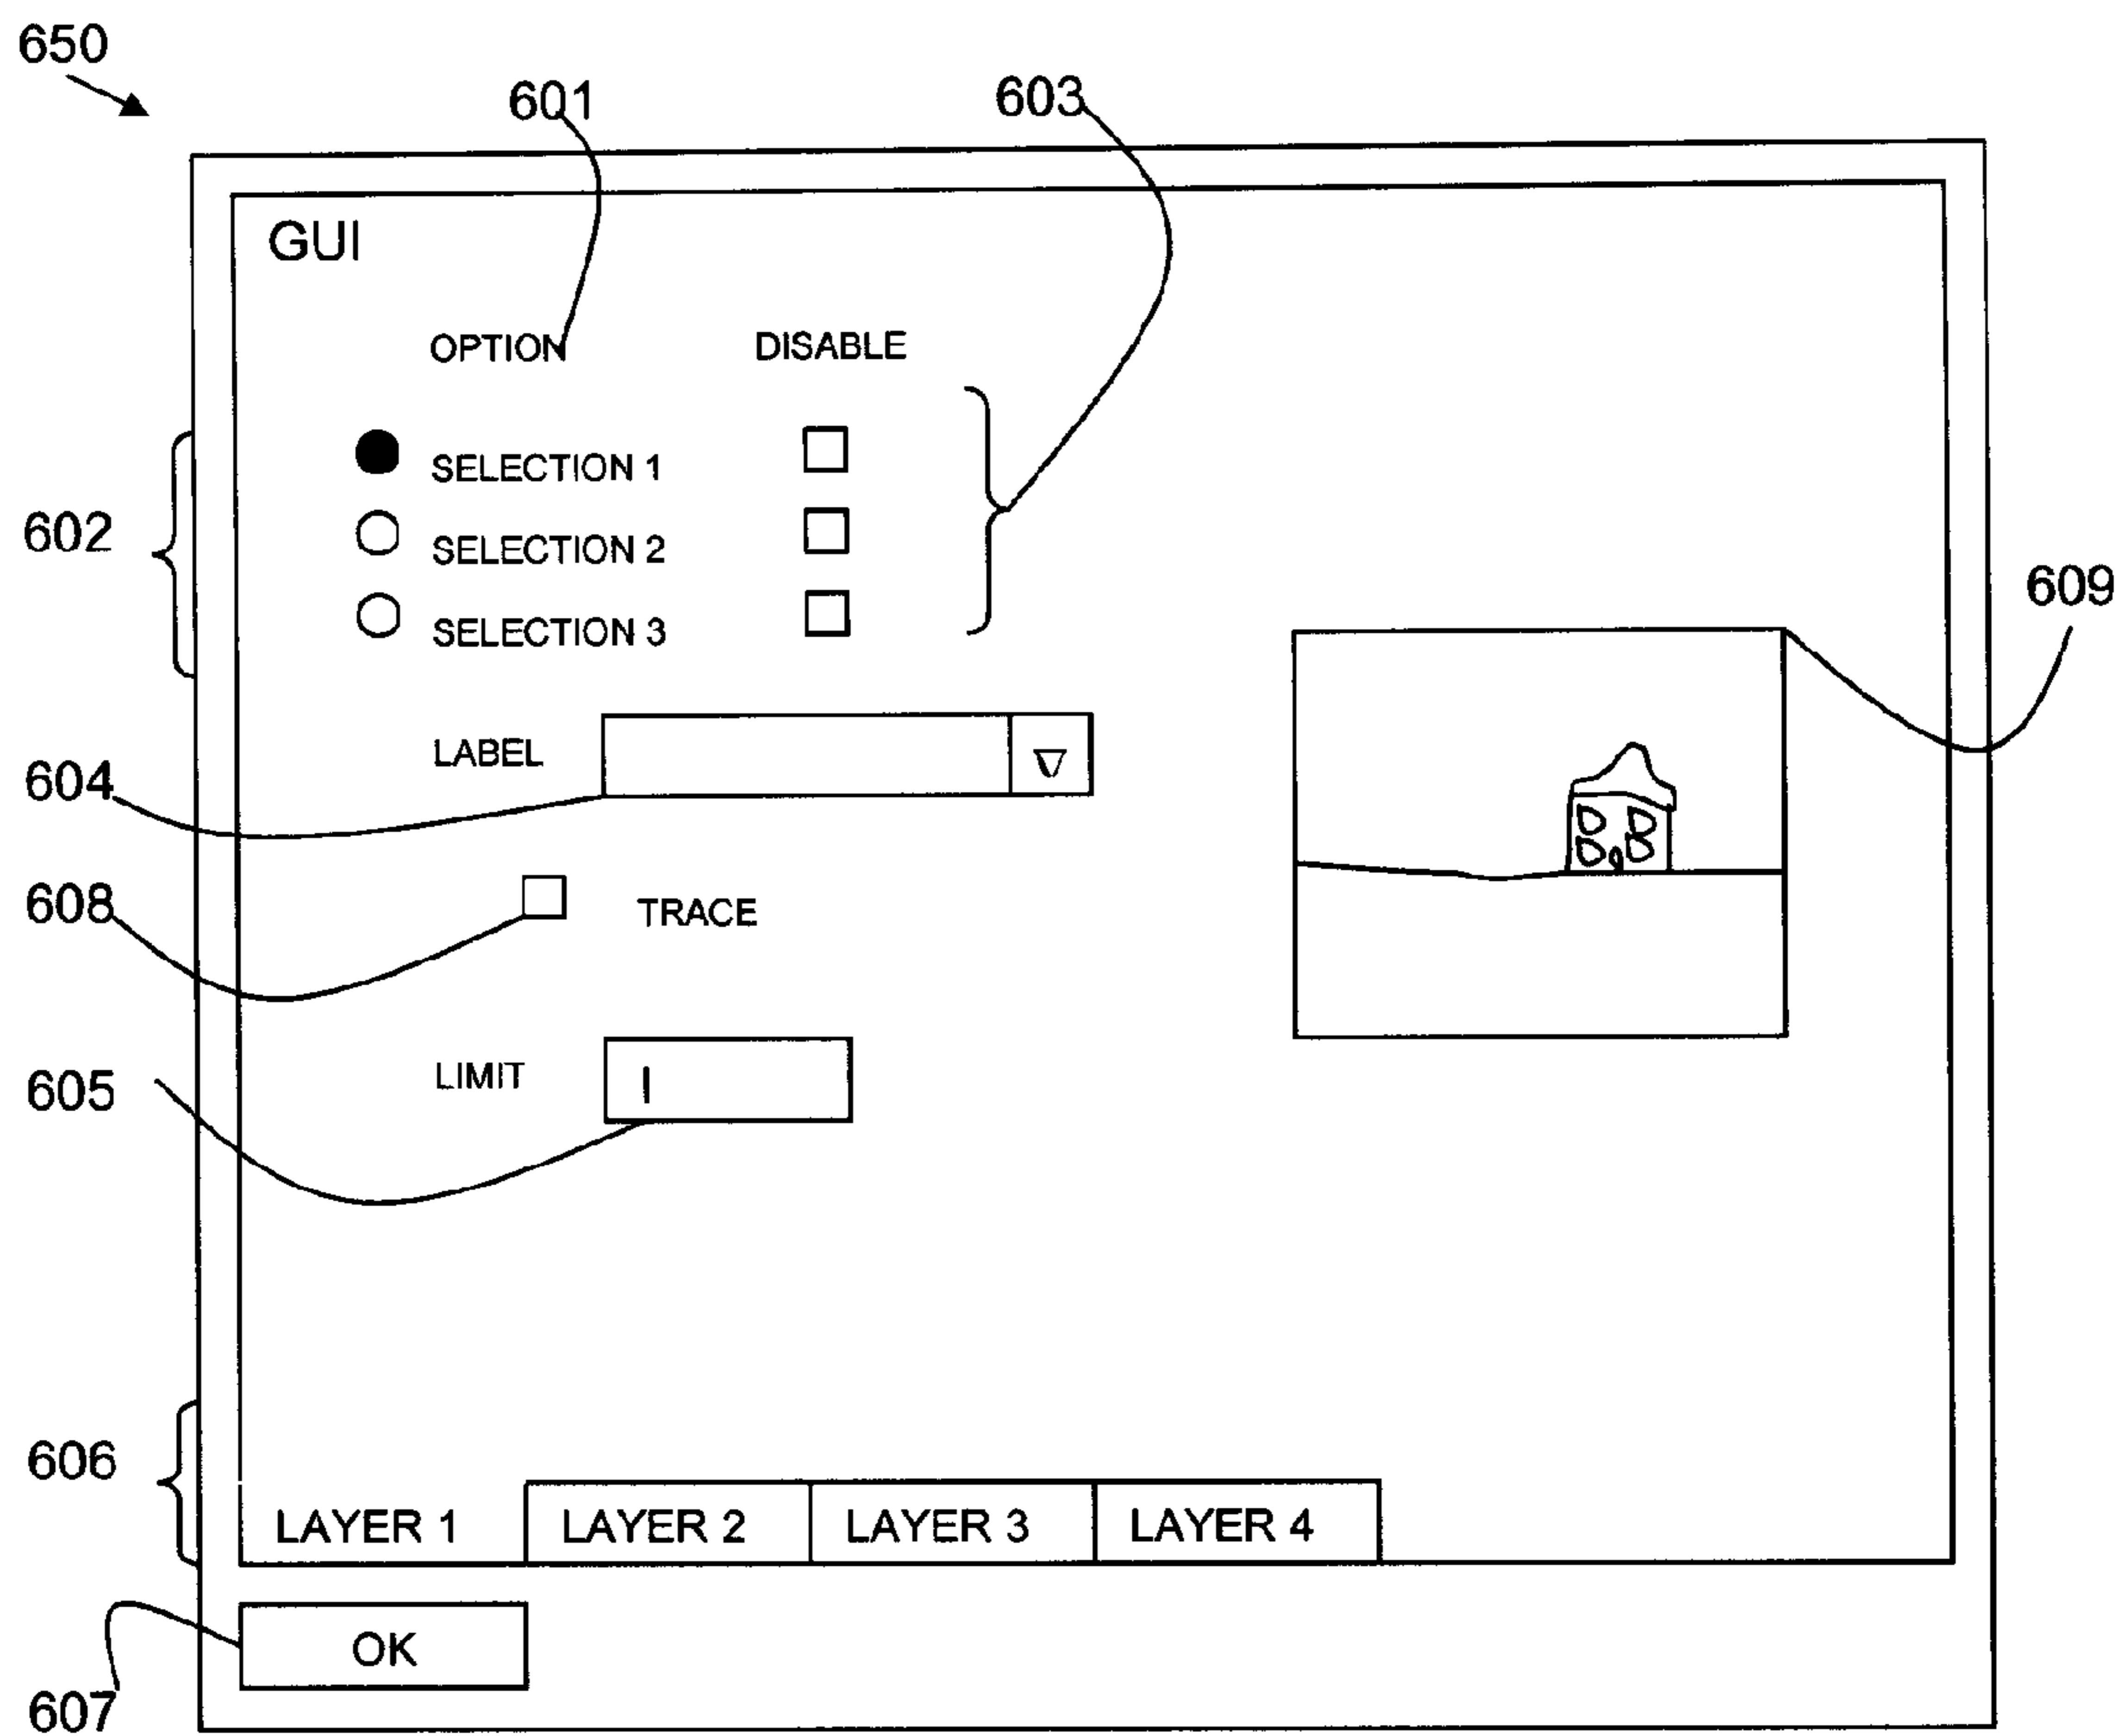 650
601
603
GUI
OPTION DISABLE
SELECTION 1
602
SELECTION 2
SELECTION 3
609
LABEL
604
608
TRACE
605
LIMIT
606
LAYER 1 LAYER 2 LAYER 3 LAYER 4
OK
607